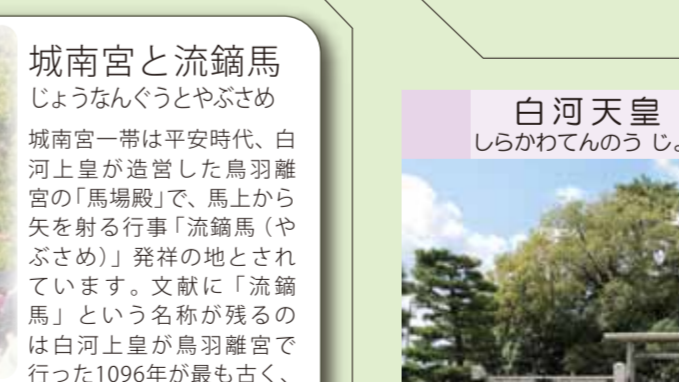 城南宮と流鏑馬
じょうなんぐうとやぶさめ
城南宮一帯は平安時代、白
河上皇が造営した鳥羽離
宮の「馬場殿」で、馬上から
矢を射る行事「流鏑馬（や
ぶさめ）」発祥の地とされ
ています。文献に「流鏑
馬」という名称が残るの
は白河上皇が鳥羽離宮で
行った1096年が最も古く、
白河天皇
しらかわてんのう じ